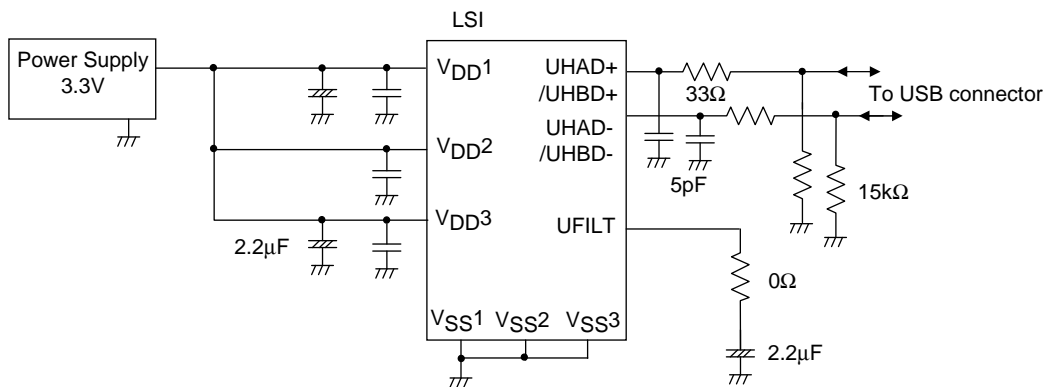 LSI
Power Supply
3.3V
VDD1
UHAD+
/UHBD+
33Ω
To USB connector
UHAD-
/UHBD-
VDD2
5pF
15kΩ
VDD3
2.2μF
UFILT
0Ω
VSS1
VSS2
VSS3
2.2μF